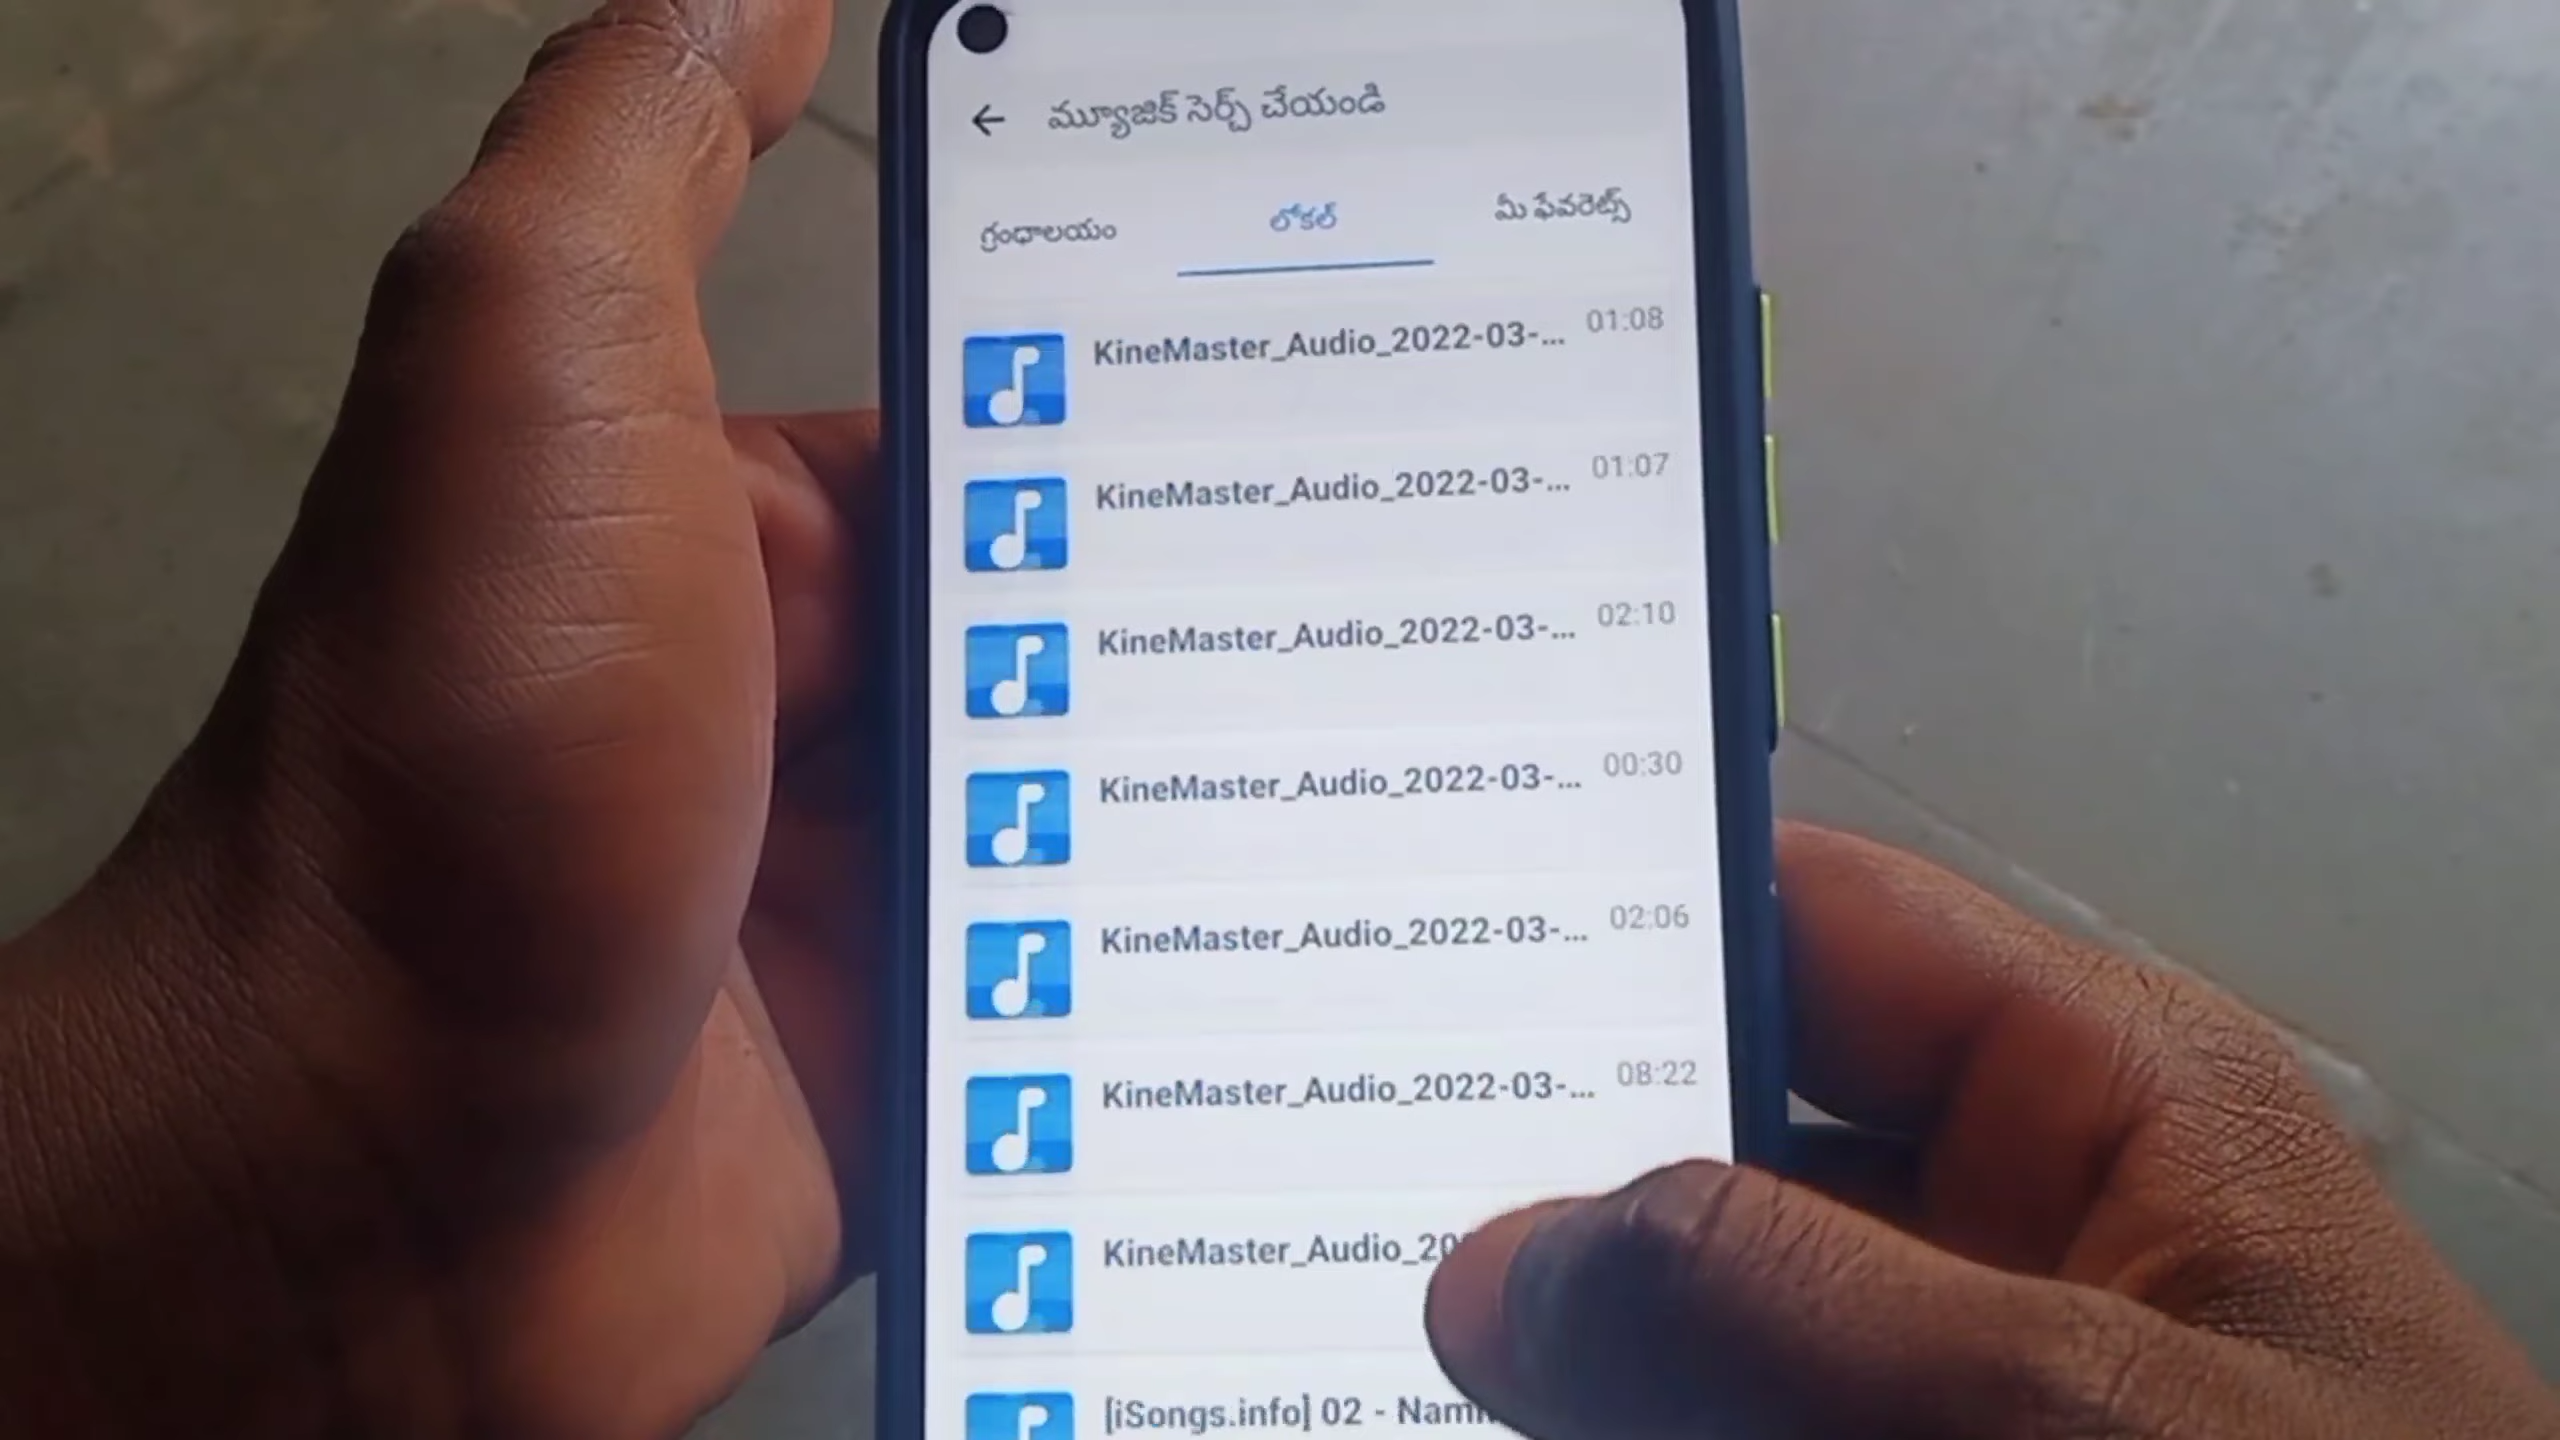 మ్యూజిక్ సెర్చ్ చేయండి
గ్రంధాలయం లోకల్ మీ ఫేవరెట్స్
KineMaster_Audio_2022-03-... 01:08
KineMaster_Audio_2022-03-... 01:07
KineMaster_Audio_2022-03-... 02:10
KineMaster_Audio_2022-03-... 00:30
KineMaster_Audio_2022-03-... 02:06
KineMaster_Audio_2022-03-... 08:22
KineMaster_Audio_20
[iSongs.info] 02 -